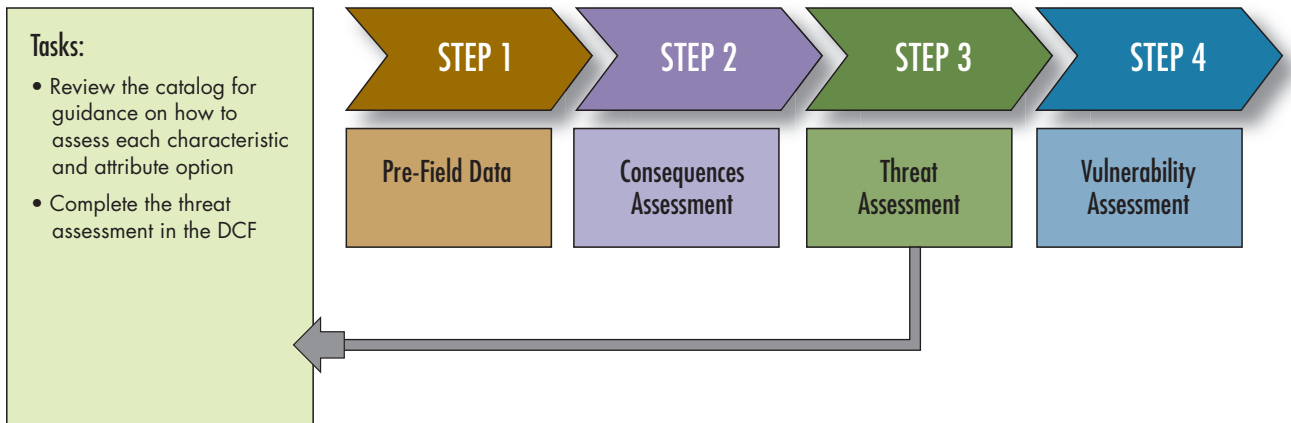 Tasks:
• Review the catalog for
guidance on how to
assess each characteristic
and attribute option
• Complete the threat
assessment in the DCF
STEP 1
STEP 2
STEP 3
STEP 4
Pre-Field Data
Consequences
Assessment
Threat
Assessment
Vulnerability
Assessment